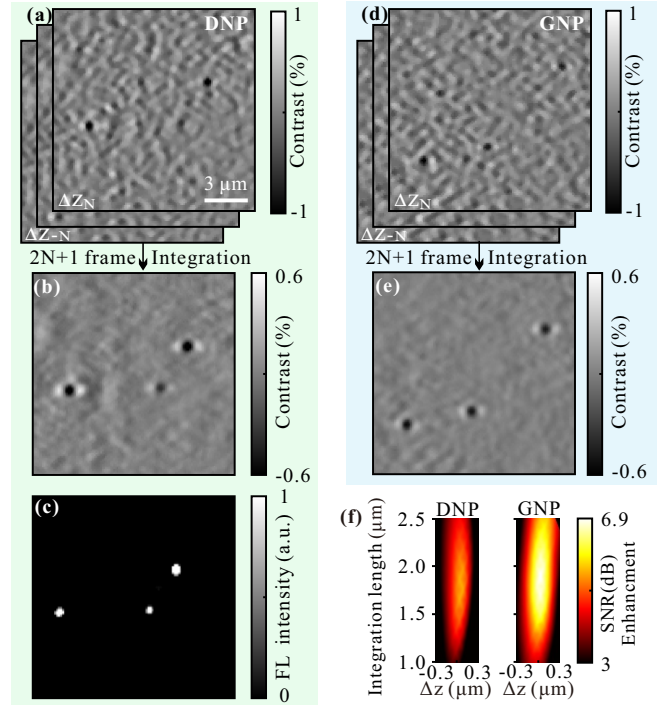 (a)
DNP
1
Contrast (%)
-1
ΔZN
3 μm
ΔZ-N
2N+1 frame Integration
(b)
0.6
Contrast (%)
-0.6
(c)
1
FL intensity (a.u.)
0
(d)
GNP
1
Contrast (%)
-1
ΔZN
ΔZ-N
2N+1 frame Integration
(e)
0.6
Contrast (%)
-0.6
(f)
DNP GNP
Integration length (μm)
2.5
2.0
1.5
1.0
-0.3 0.3 -0.3 0.3
Δz (μm) Δz (μm)
6.9
SNR(dB)
Enhancment
3